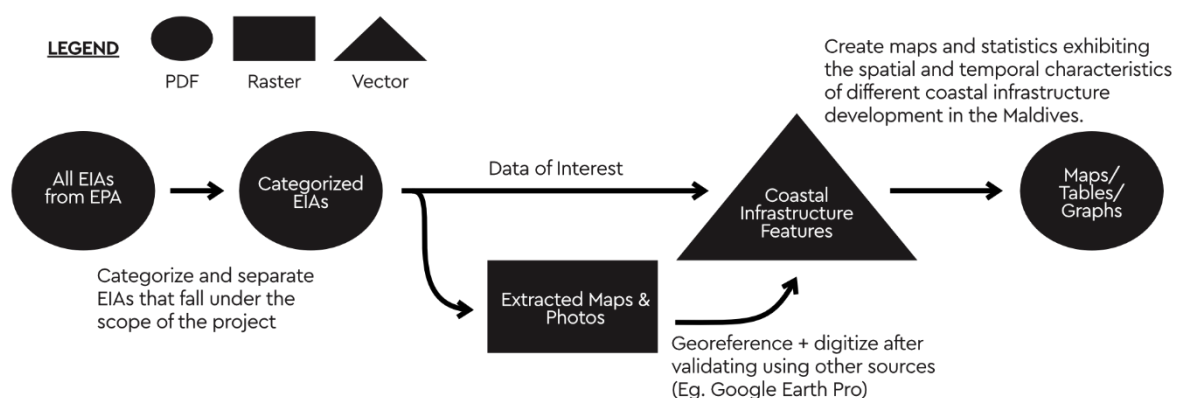 LEGEND
PDF
Raster
Vector
Create maps and statistics exhibiting
the spatial and temporal characteristics
of different coastal infrastructure
development in the Maldives.
All EIAs
from EPA
Categorized
EIAs
Data of Interest
Coastal
Infrastructure
Features
Maps/
Tables/
Graphs
Categorize and separate
EIAs that fall under the
scope of the project
Extracted Maps &
Photos
Georeference + digitize after
validating using other sources
(Eg. Google Earth Pro)